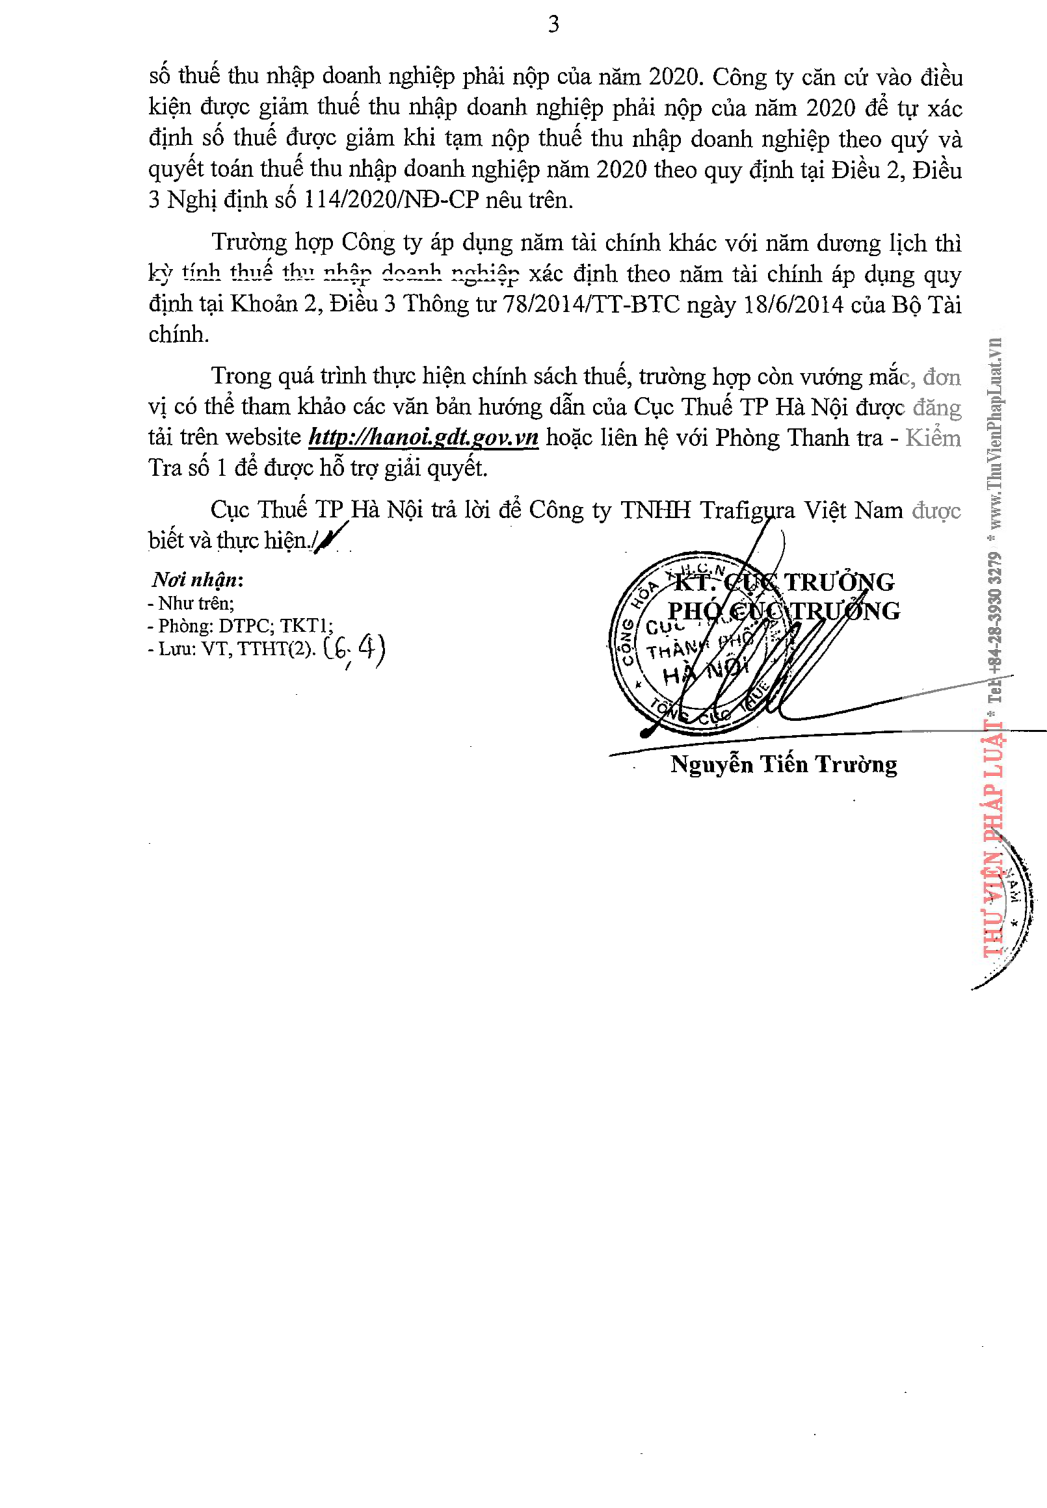 3
số thuế thu nhập doanh nghiệp phải nộp của năm 2020. Công ty căn cứ vào điều
kiện được giảm thuế thu nhập doanh nghiệp phải nộp của năm 2020 để tự xác
định số thuế được giảm khi tạm nộp thuế thu nhập doanh nghiệp theo quý và
quyết toán thuế thu nhập doanh nghiệp năm 2020 theo quy định tại Điều 2, Điều
3 Nghị định số 114/2020/NĐ-CP nêu trên.
Trường hợp Công ty áp dụng năm tài chính khác với năm dương lịch thì
kỳ tính thuế thu nhập doanh nghiệp xác định theo năm tài chính áp dụng quy
định tại Khoản 2, Điều 3 Thông tư 78/2014/TT-BTC ngày 18/6/2014 của Bộ Tài
chính.
Trong quá trình thực hiện chính sách thuế, trường hợp còn vướng mắc, đơn
vị có thể tham khảo các văn bản hướng dẫn của Cục Thuế TP Hà Nội được đăng
tải trên website http://hanoi.gdt.gov.vn hoặc liên hệ với Phòng Thanh tra - Kiểm
Tra số 1 để được hỗ trợ giải quyết.
Cục Thuế TP Hà Nội trả lời để Công ty TNHH Trafigura Việt Nam được
biết và thực hiện./.
Nơi nhận:
- Như trên;
- Phòng: DTPC; TKT1;
- Lưu: VT, TTHT(2). (6, 4)
KT. CỤC TRƯỞNG
PHÓ CỤC TRƯỞNG
CỘNG HÒA X.H.C.N
CỤC
THÀNH PHỐ
HÀ NỘI
TỔNG CỤC THUẾ
Nguyễn Tiến Trường
THƯ VIỆN PHÁP LUẬT * Tel: +84-28-3930 3279 * www.ThuVienPhapLuat.vn
NAM